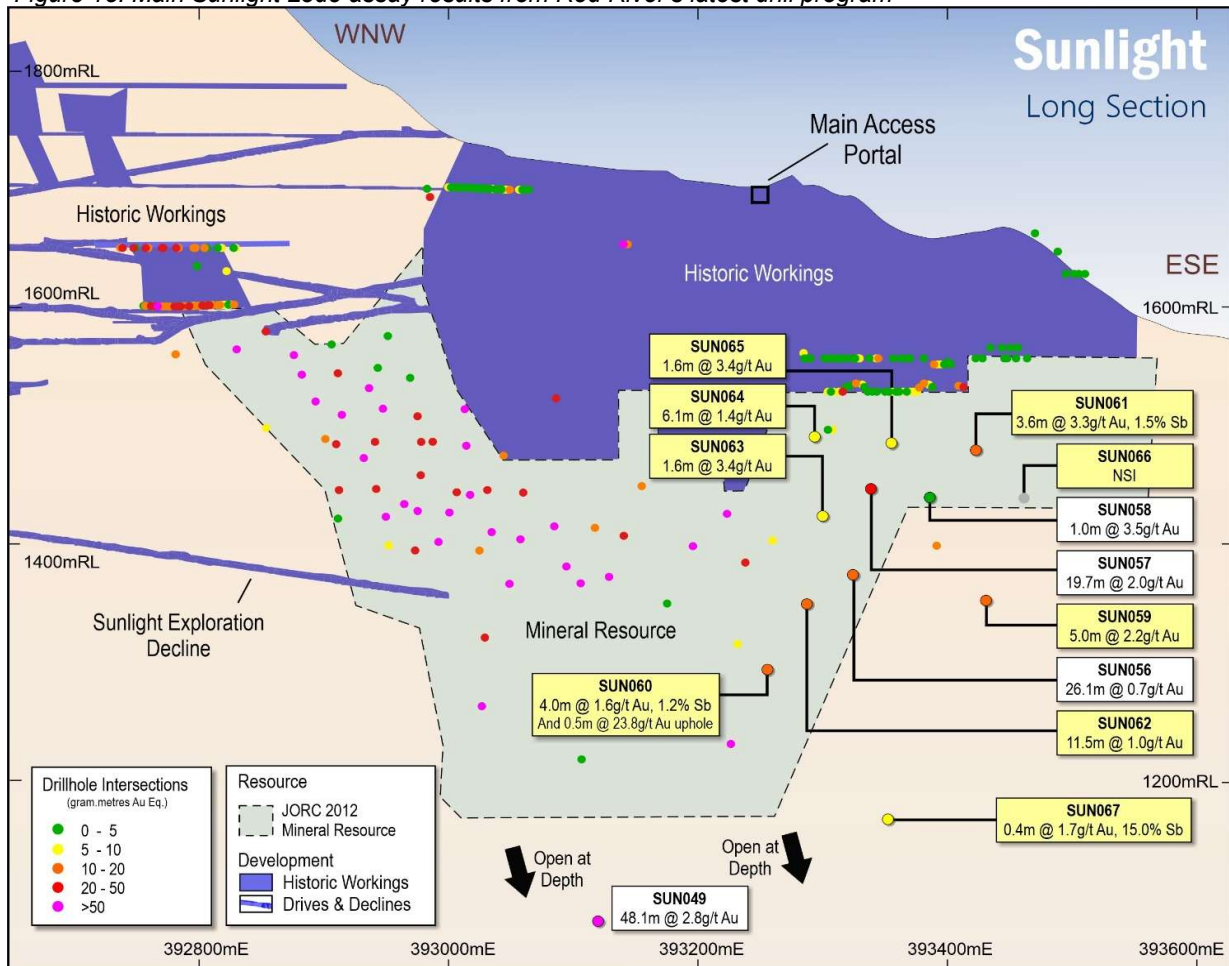 Figure 13: Main Sunlight Lode assay results from Red River's latest drill program
WNW
Sunlight
Long Section
1800mRL
Main Access
Portal
Historic Workings
Historic Workings
ESE
1600mRL
1600mRL
SUN065
1.6m @ 3.4g/t Au
SUN064
6.1m @ 1.4g/t Au
SUN063
1.6m @ 3.4g/t Au
SUN061
3.6m @ 3.3g/t Au, 1.5% Sb
SUN066
NSI
SUN058
1.0m @ 3.5g/t Au
SUN057
19.7m @ 2.0g/t Au
SUN059
5.0m @ 2.2g/t Au
SUN056
26.1m @ 0.7g/t Au
SUN062
11.5m @ 1.0g/t Au
1400mRL
1400mRL
Sunlight Exploration
Decline
Mineral Resource
SUN060
4.0m @ 1.6g/t Au, 1.2% Sb
And 0.5m @ 23.8g/t Au uphole
1200mRL
SUN067
0.4m @ 1.7g/t Au, 15.0% Sb
Drillhole Intersections
(gram.metres Au Eq.)
0 - 5
5 - 10
10 - 20
20 - 50
>50
Resource
JORC 2012
Mineral Resource
Development
Historic Workings
Drives & Declines
Open at
Depth
Open at
Depth
SUN049
48.1m @ 2.8g/t Au
392800mE
393000mE
393200mE
393400mE
393600mE